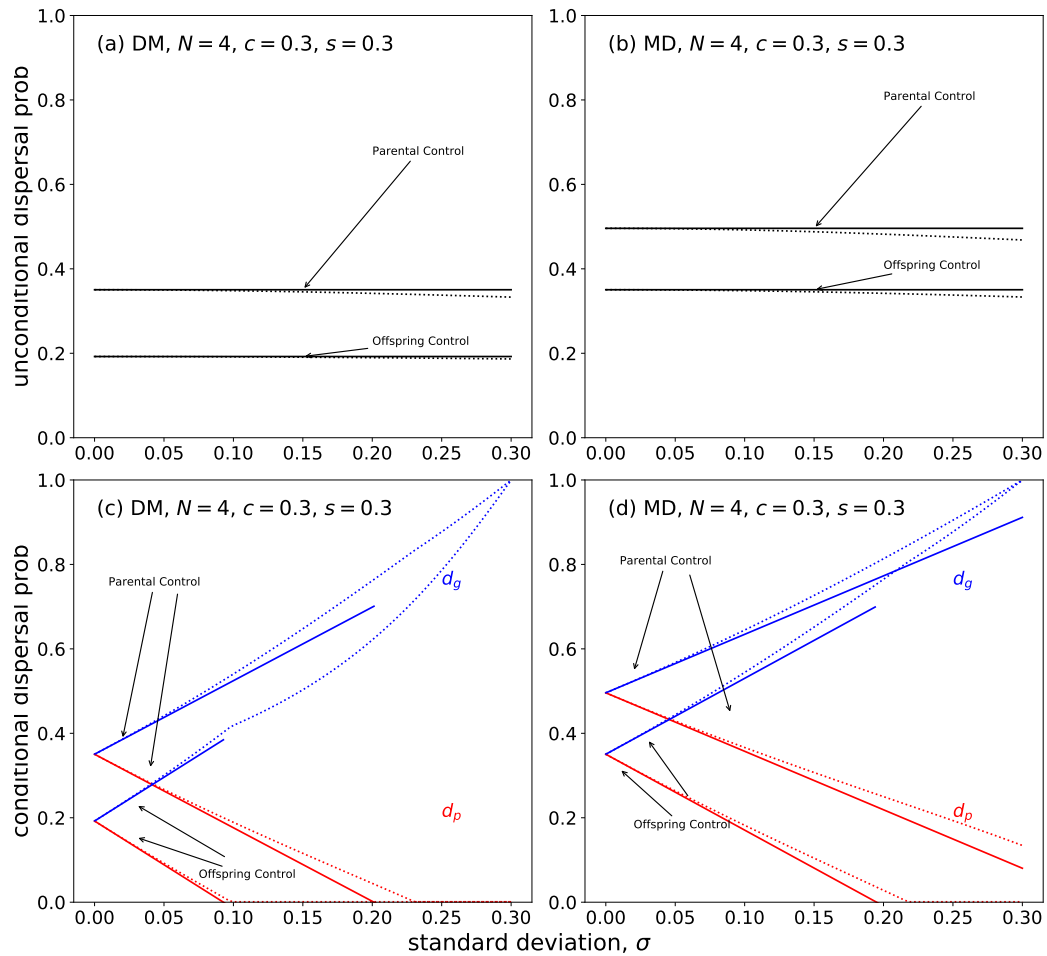 (a) DM, N = 4, c = 0.3, s = 0.3
1.0
0.8
0.6
0.4
0.2
0.0
unconditional dispersal prob
Parental Control
Offspring Control
0.00 0.05 0.10 0.15 0.20 0.25 0.30
(b) MD, N = 4, c = 0.3, s = 0.3
1.0
0.8
0.6
0.4
0.2
0.0
Parental Control
Offspring Control
0.00 0.05 0.10 0.15 0.20 0.25 0.30
(c) DM, N = 4, c = 0.3, s = 0.3
1.0
0.8
0.6
0.4
0.2
0.0
conditional dispersal prob
Parental Control
d_g
d_p
Offspring Control
0.00 0.05 0.10 0.15 0.20 0.25 0.30
(d) MD, N = 4, c = 0.3, s = 0.3
1.0
0.8
0.6
0.4
0.2
0.0
Parental Control
d_g
d_p
Offspring Control
0.00 0.05 0.10 0.15 0.20 0.25 0.30
standard deviation, σ